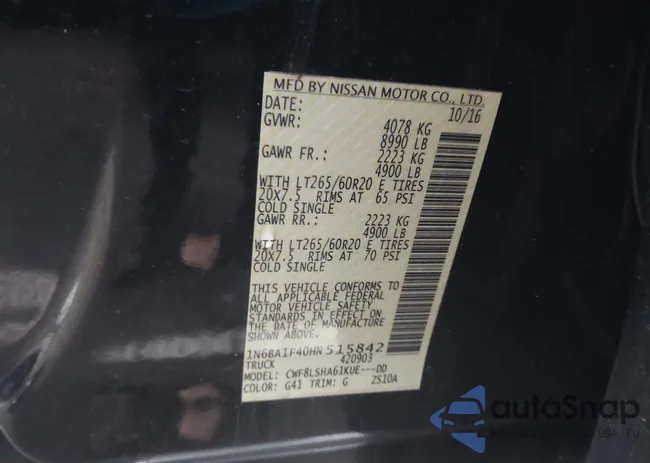 MFD BY NISSAN MOTOR CO., LTD.
DATE: 10/16
GVWR: 4078 KG
8990 LB
GAWR FR.: 2223 KG
4900 LB
WITH LT265/60R20 E TIRES
20X7.5 RIMS AT 65 PSI
COLD SINGLE
GAWR RR.: 2223 KG
4900 LB
WITH LT265/60R20 E TIRES
20X7.5 RIMS AT 70 PSI
COLD SINGLE
THIS VEHICLE CONFORMS TO
ALL APPLICABLE FEDERAL
MOTOR VEHICLE SAFETY
STANDARDS IN EFFECT ON
THE DATE OF MANUFACTURE
SHOWN ABOVE.
1N6BA1F40HN515842
TRUCK 420903
MODEL: CWF8LSHA61KUE---DD
COLOR: G41 TRIM: G ZS10A
autoSnap